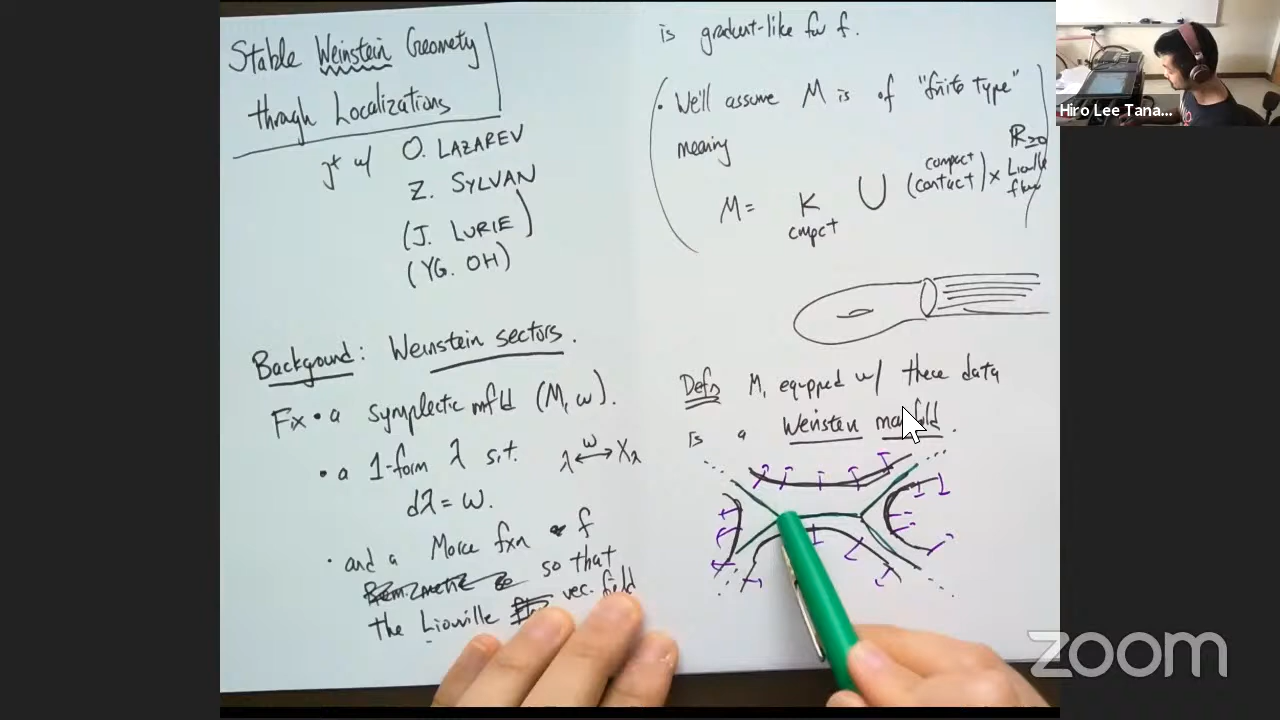 Stable Weinstein Geometry
through Localizations
jt w/ O. LAZAREV
Z. SYLVAN
(J. LURIE)
(YG. OH)
Background: Weinstein sectors.
Fix • a symplectic mfld (M, ω).
• a 1-form λ s.t. λ ↔ω X_λ
dλ = ω.
• and a Morse fxn f
so that
the Liouville vec. field
is gradient-like for f.
(• We'll assume M is of "finite type"
meaning
M = K ∪ (contact) × Liouville
cmpct compact R≥0 flow)
Defn M, equipped w/ these data
is a Weinstein manifold.
Hiro Lee Tana...
zoom